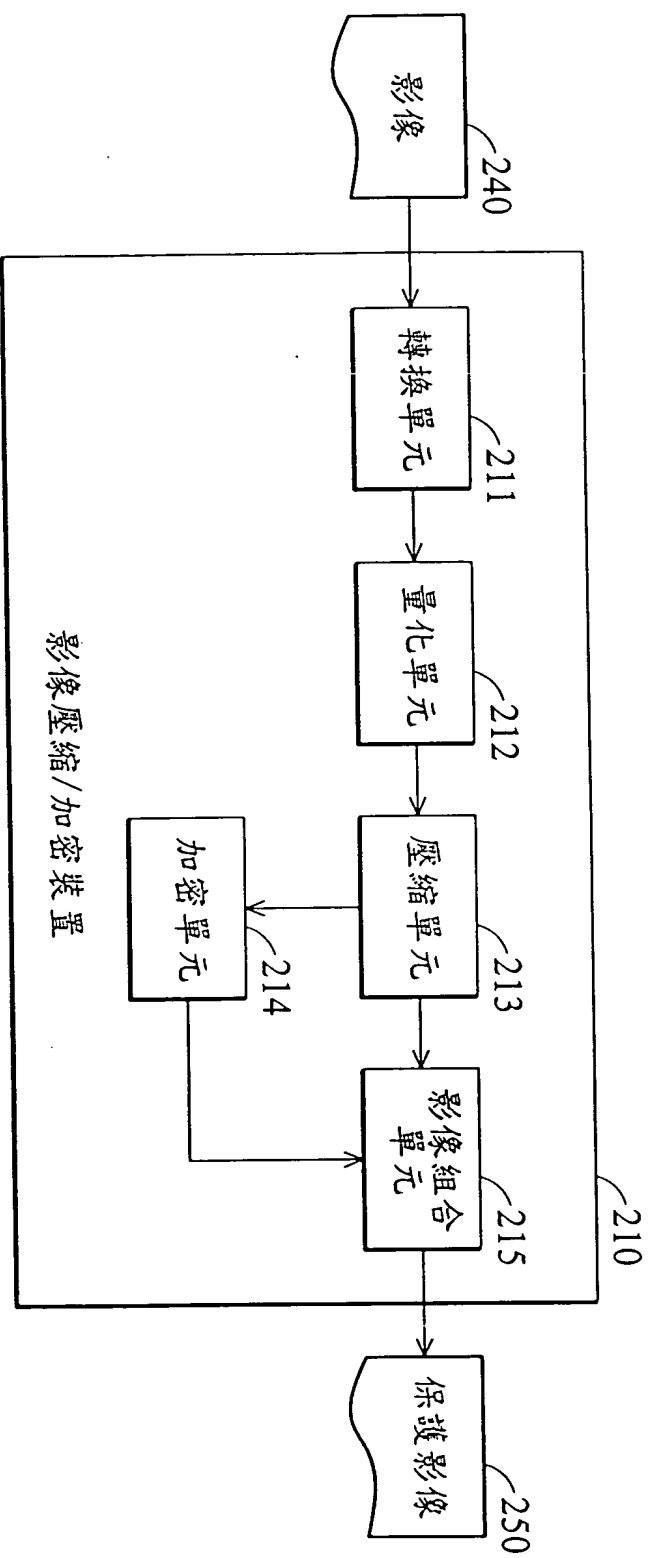 影像
240
轉換單元
211
量化單元
212
壓縮單元
213
加密單元
214
影像組合
單元
215
影像壓縮/加密裝置
210
保護影像
250